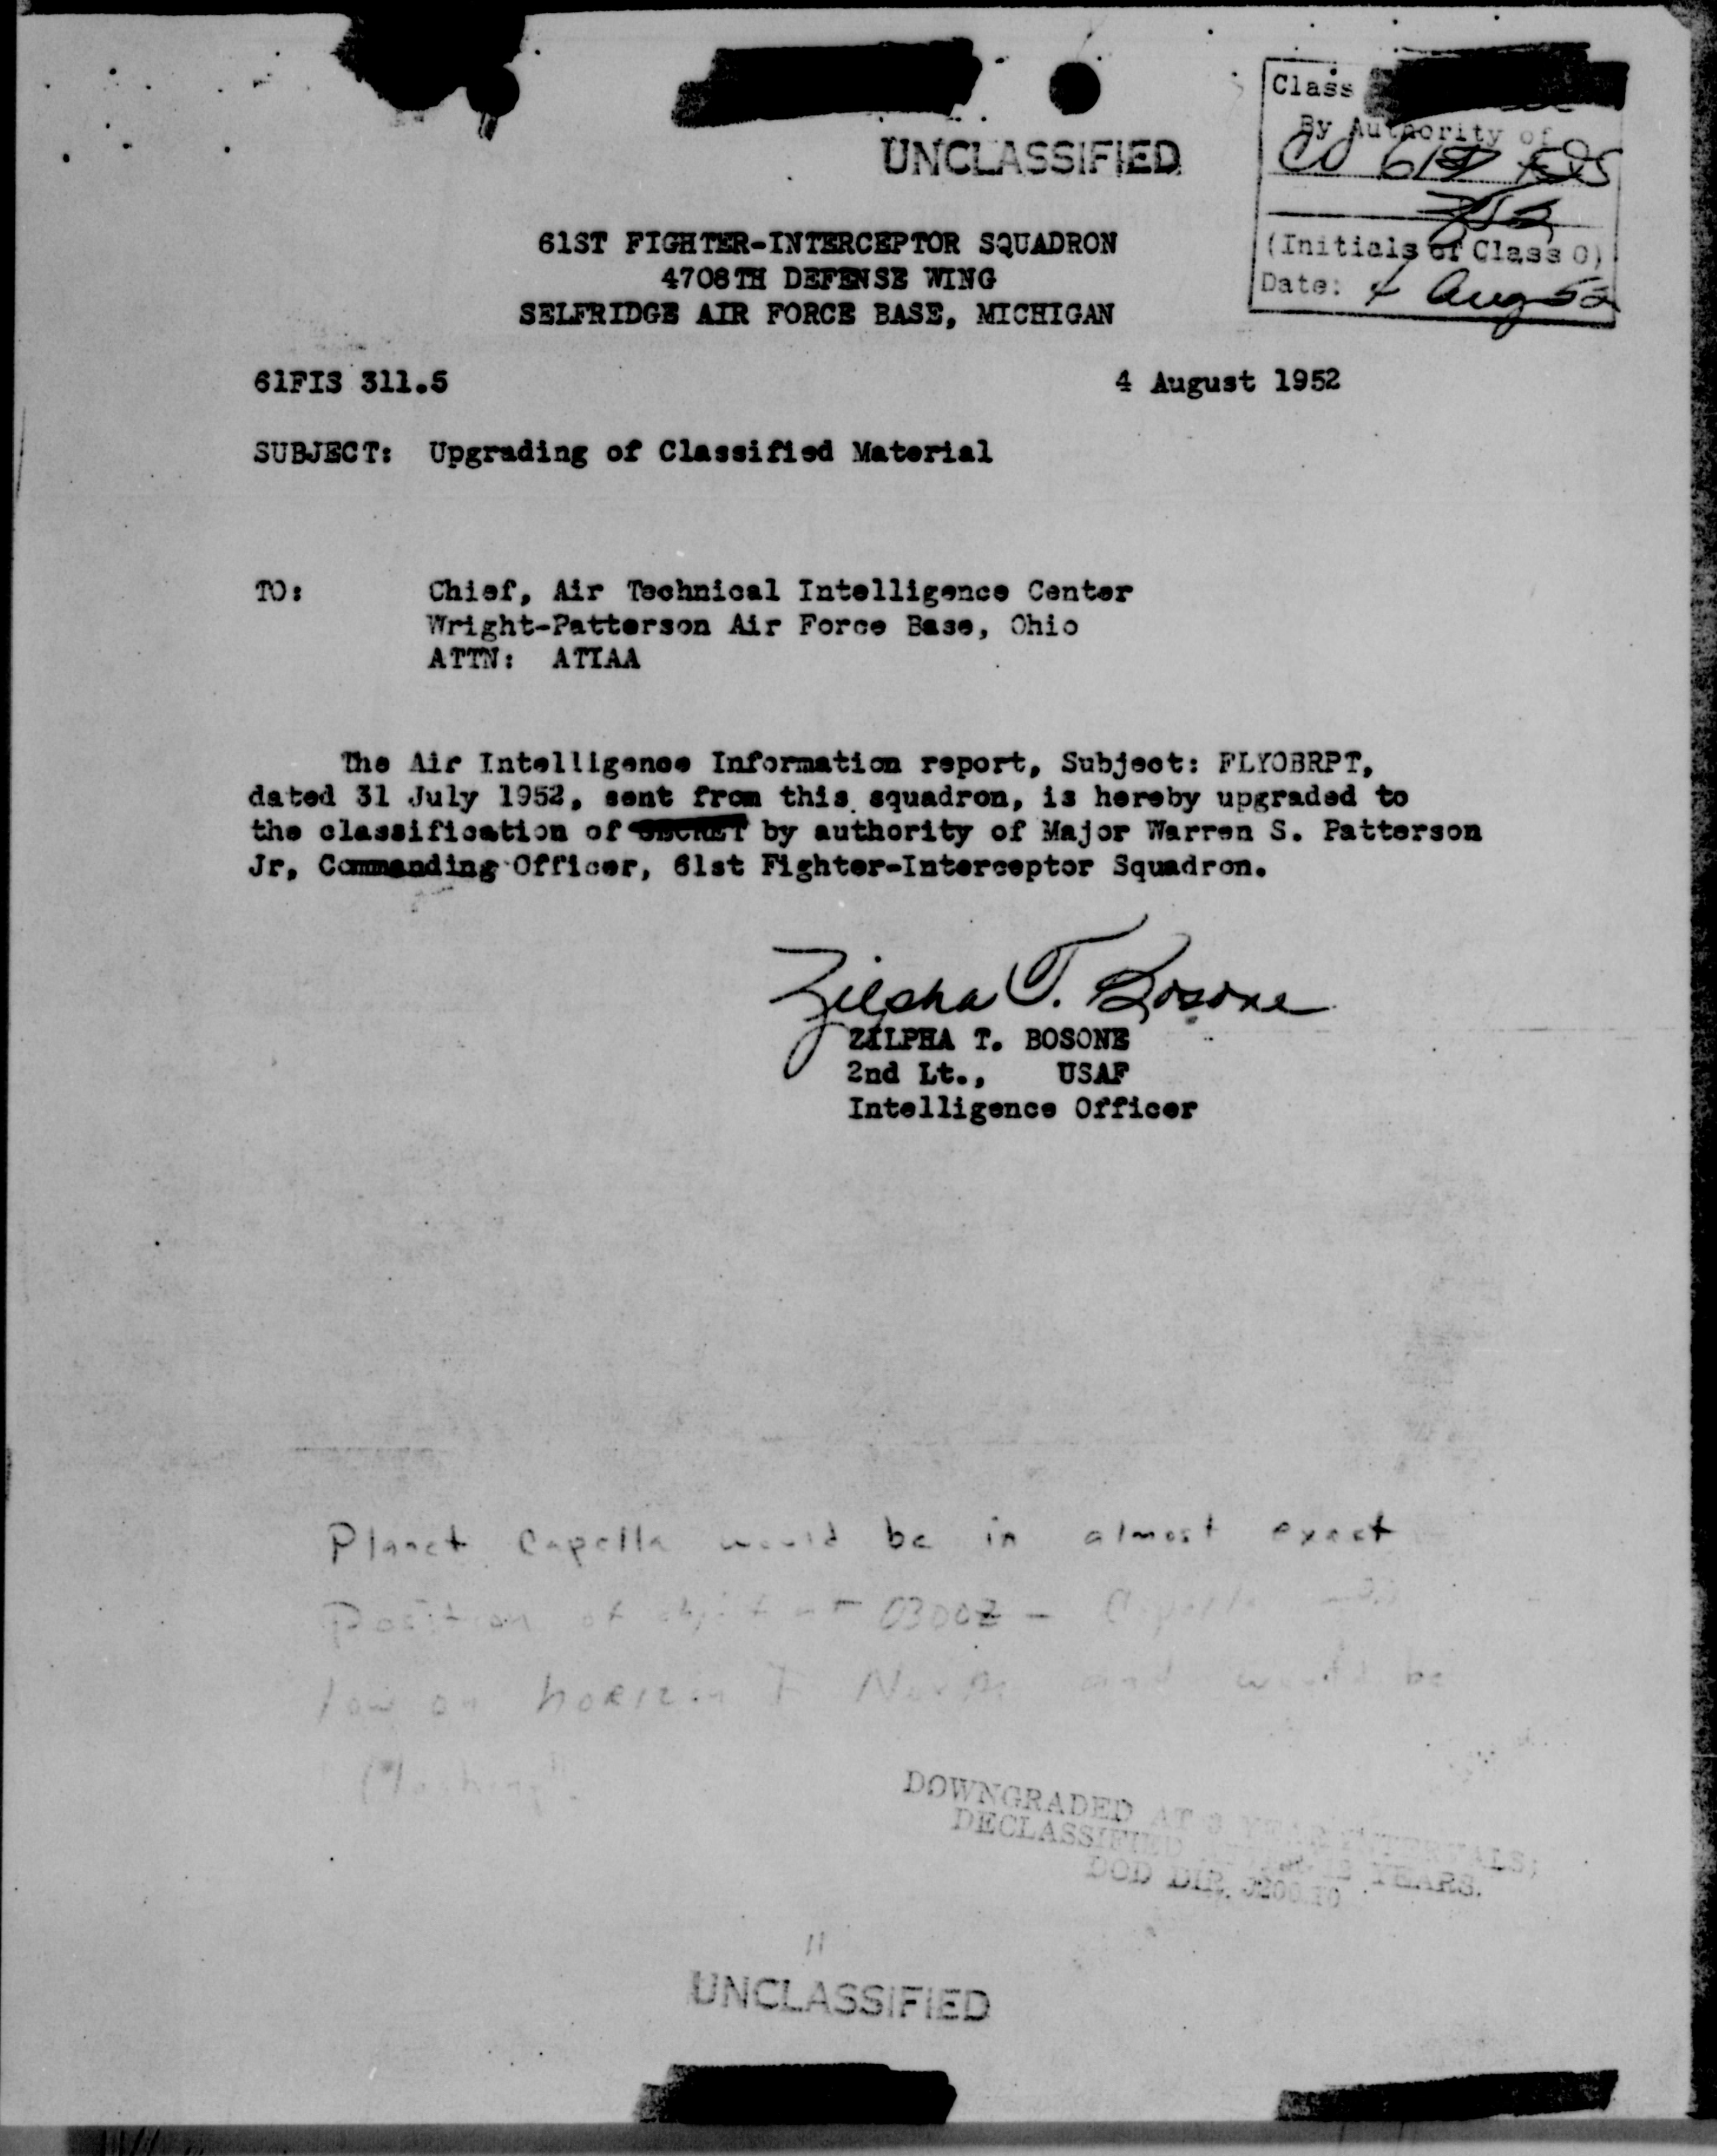 UNCLASSIFIED
Class
By Authority of
CO 61st FIS
(Initials of Class O)
Date: 4 Aug 52
61ST FIGHTER-INTERCEPTOR SQUADRON
4708TH DEFENSE WING
SELFRIDGE AIR FORCE BASE, MICHIGAN
61FIS 311.5 4 August 1952
SUBJECT: Upgrading of Classified Material
TO: Chief, Air Technical Intelligence Center
Wright-Patterson Air Force Base, Ohio
ATTN: ATIAA
The Air Intelligence Information report, Subject: FLYOBRPT,
dated 31 July 1952, sent from this squadron, is hereby upgraded to
the classification of SECRET by authority of Major Warren S. Patterson
Jr, Commanding Officer, 61st Fighter-Interceptor Squadron.
Zilpha T. Bosone
ZILPHA T. BOSONE
2nd Lt., USAF
Intelligence Officer
Planet Capella would be in almost exact
Position of object at 0300Z - Capella
low on horizon to North and would be
DOWNGRADED AT 3 YEAR INTERVALS;
DECLASSIFIED AFTER 12 YEARS.
DOD DIR. 5200.10
11
UNCLASSIFIED